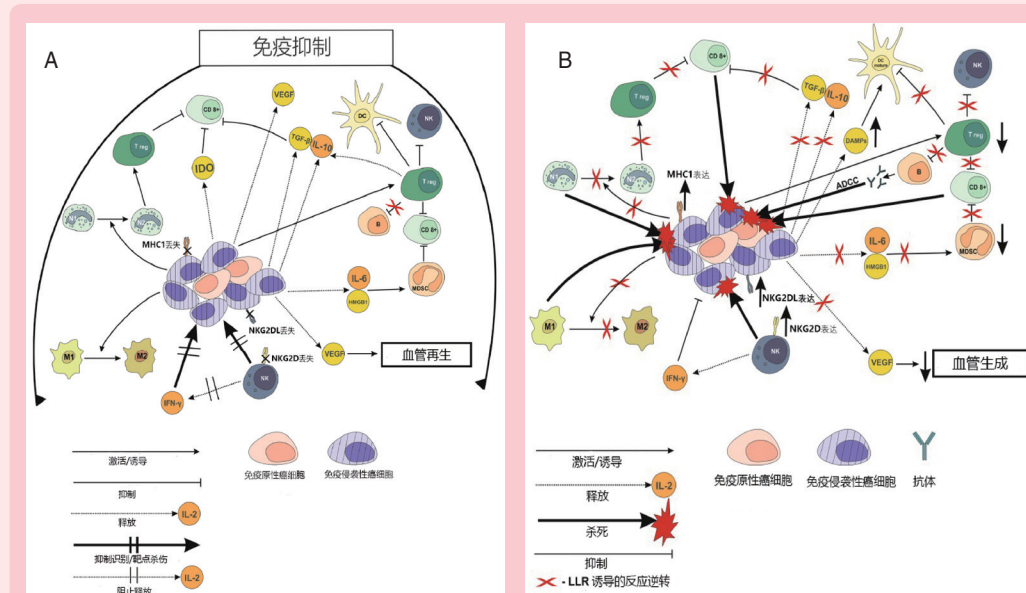 A
免疫抑制
VEGF
CD 8+
DC
NK
TGF-β
IL-10
T reg
IDO
T reg
N1
N2
B
CD 8+
MHC1丢失
IL-6
HMGB1
MDSC
NKG2DL丢失
M1
M2
NKG2D丢失
VEGF
血管再生
NK
IFN-γ
激活/诱导
免疫原性癌细胞
免疫侵袭性癌细胞
抑制
释放
IL-2
抑制识别/靶点杀伤
阻止释放
IL-2
B
CD 8+
DC
mature
NK
TGF-β
IL-10
T reg
DAMPs
T reg
B
ADCC
N1
N2
MHC1表达
CD 8+
IL-6
HMGB1
MDSC
NKG2DL表达
M1
M2
NKG2D表达
NK
IFN-γ
VEGF
血管生成
激活/诱导
释放
IL-2
杀死
抑制
- LLR 诱导的反应逆转
免疫原性癌细胞
免疫侵袭性癌细胞
抗体